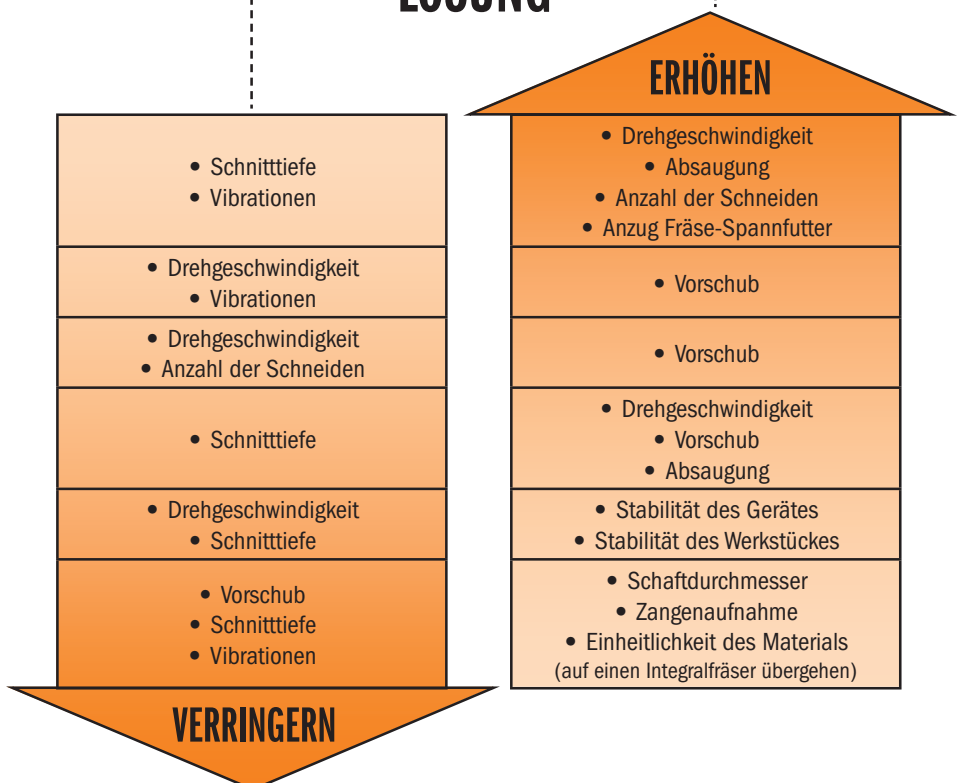 LÖSUNG
ERHÖHEN
• Schnitttiefe
• Vibrationen
• Drehgeschwindigkeit
• Vibrationen
• Drehgeschwindigkeit
• Anzahl der Schneiden
• Schnitttiefe
• Drehgeschwindigkeit
• Schnitttiefe
• Vorschub
• Schnitttiefe
• Vibrationen
VERRINGERN
• Drehgeschwindigkeit
• Absaugung
• Anzahl der Schneiden
• Anzug Fräse-Spannfutter
• Vorschub
• Vorschub
• Drehgeschwindigkeit
• Vorschub
• Absaugung
• Stabilität des Gerätes
• Stabilität des Werkstückes
• Schaftdurchmesser
• Zangenaufnahme
• Einheitlichkeit des Materials
(auf einen Integralfräser übergehen)